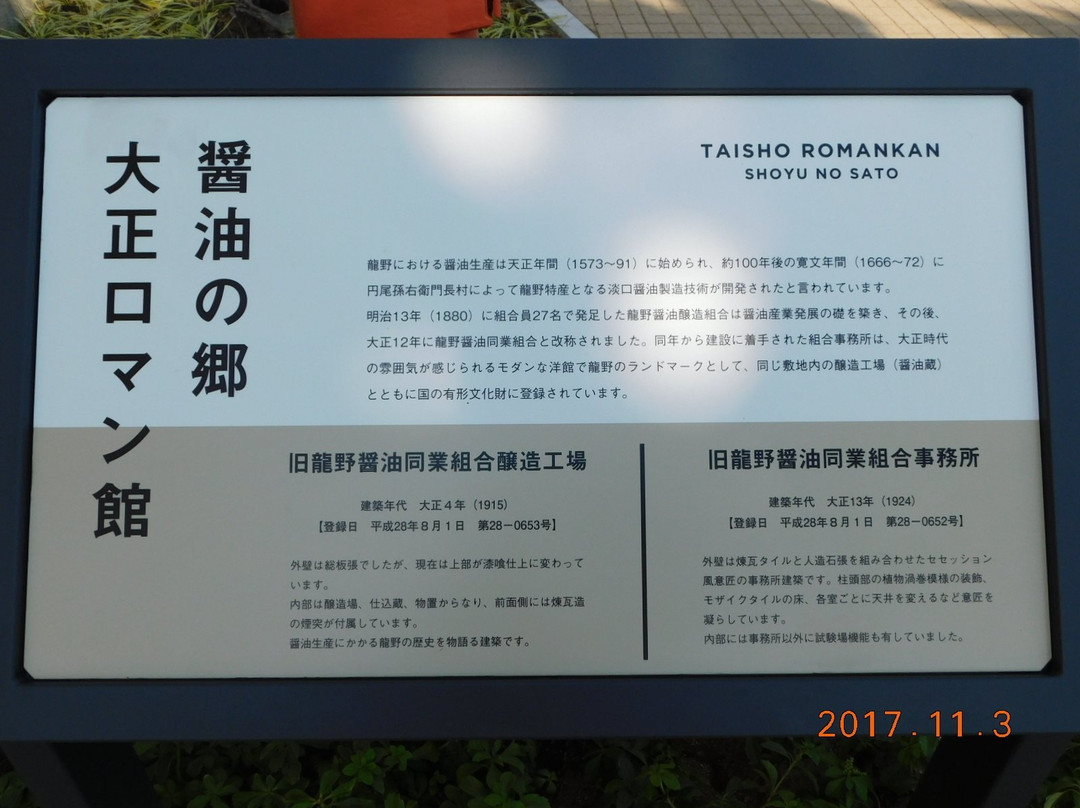 醤油の郷
大正ロマン館
TAISHO ROMANKAN
SHOYU NO SATO
龍野における醤油生産は天正年間（1573〜91）に始められ、約100年後の寛文年間（1666〜72）に
円尾孫右衛門長村によって龍野特産となる淡口醤油製造技術が開発されたと言われています。
明治13年（1880）に組合員27名で発足した龍野醤油醸造組合は醤油産業発展の礎を築き、その後、
大正12年に龍野醤油同業組合と改称されました。同年から建設に着手された組合事務所は、大正時代
の雰囲気が感じられるモダンな洋館で龍野のランドマークとして、同じ敷地内の醸造工場（醤油蔵）
とともに国の有形文化財に登録されています。
旧龍野醤油同業組合醸造工場
建築年代　大正４年（1915）
【登録日　平成28年８月１日　第28－0653号】
外壁は総板張でしたが、現在は上部が漆喰仕上に変わって
います。
内部は醸造場、仕込蔵、物置からなり、前面側には煉瓦造
の煙突が付属しています。
醤油生産にかかる龍野の歴史を物語る建築です。
旧龍野醤油同業組合事務所
建築年代　大正13年（1924）
【登録日　平成28年８月１日　第28－0652号】
外壁は煉瓦タイルと人造石張を組み合わせたセセッション
風意匠の事務所建築です。柱頭部の植物渦巻模様の装飾、
モザイクタイルの床、各室ごとに天井を変えるなど意匠を
凝らしています。
内部には事務所以外に試験場機能も有していました。
2017.11.3